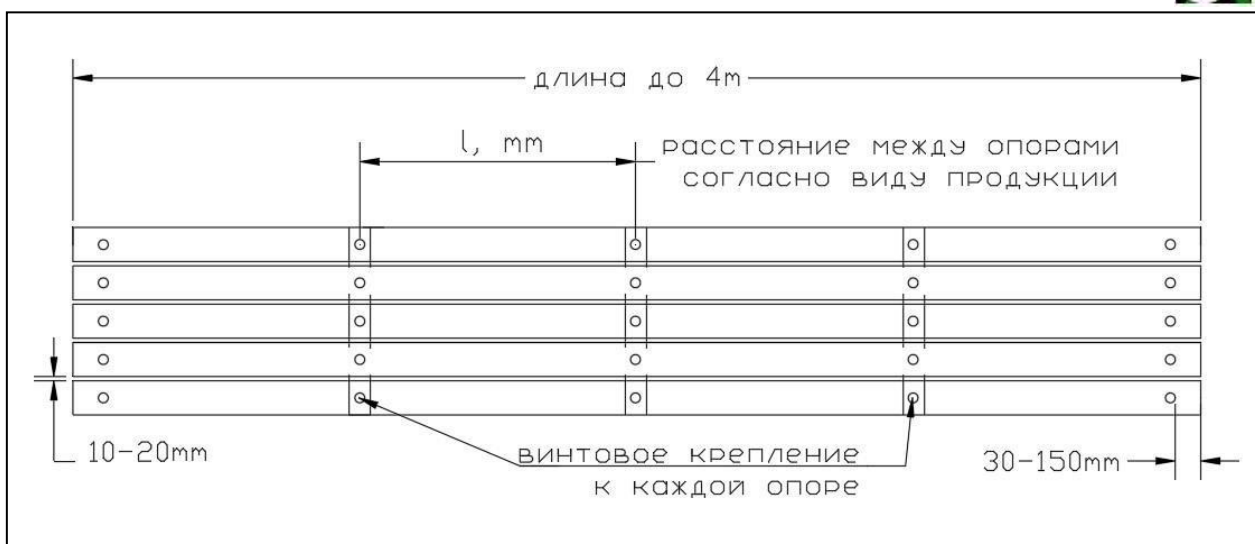 длина до 4m
l, mm
расстояние между опорами
согласно виду продукции
10-20mm
винтовое крепление
к каждой опоре
30-150mm